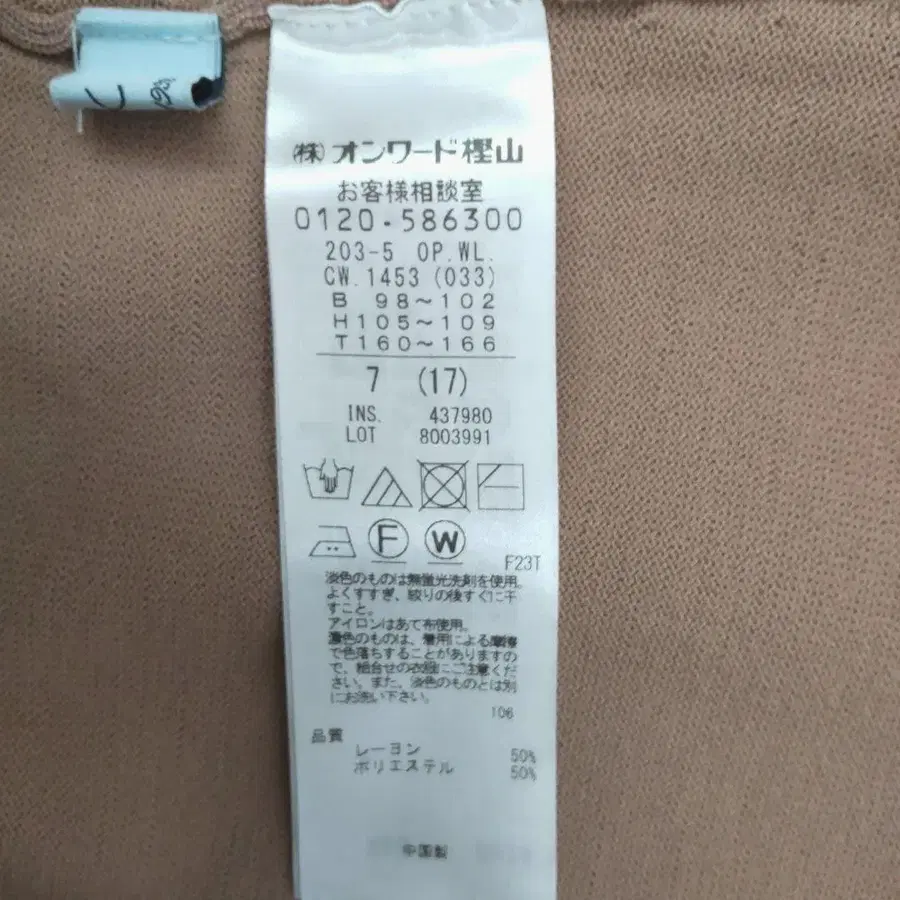 ㈱オンワード樫山
お客様相談室
0120-586300
203-5 OP.WL.
CW.1453 (033)
B 98～102
H105～109
T160～166
7 (17)
INS. 437980
LOT 8003991
F W
F23T
淡色のものは無蛍光洗剤を使用。
よくすすぎ、絞りの後すぐに干
すこと。
アイロンはあて布使用。
濃色のものは、着用による摩擦
で色落ちすることがありますの
で、組合せの衣服にご注意くだ
さい。また、淡色のものとは別
にお洗い下さい。
106
品質
レーヨン 50%
ポリエステル 50%
中国製